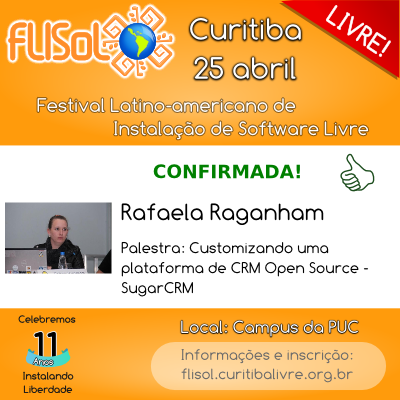 FLISoL
Curitiba
25 abril
LIVRE!
Festival Latino-americano de
Instalação de Software Livre
CONFIRMADA!
Rafaela Raganham
Palestra: Customizando uma
plataforma de CRM Open Source -
SugarCRM
Celebremos
11
Anos
Instalando
Liberdade
Local: Campus da PUC
Informações e inscrição:
flisol.curitibalivre.org.br